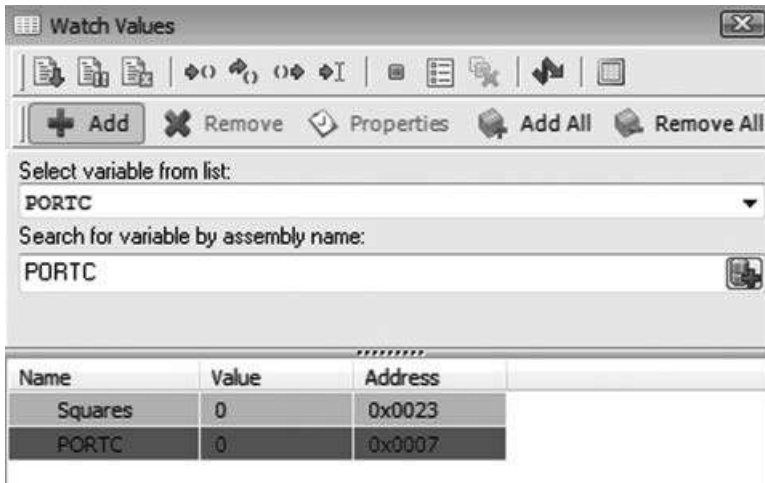 Watch Values
Add Remove Properties Add All Remove All
Select variable from list:
PORTC
Search for variable by assembly name:
PORTC
Name Value Address
Squares 0 0x0023
PORTC 0 0x0007